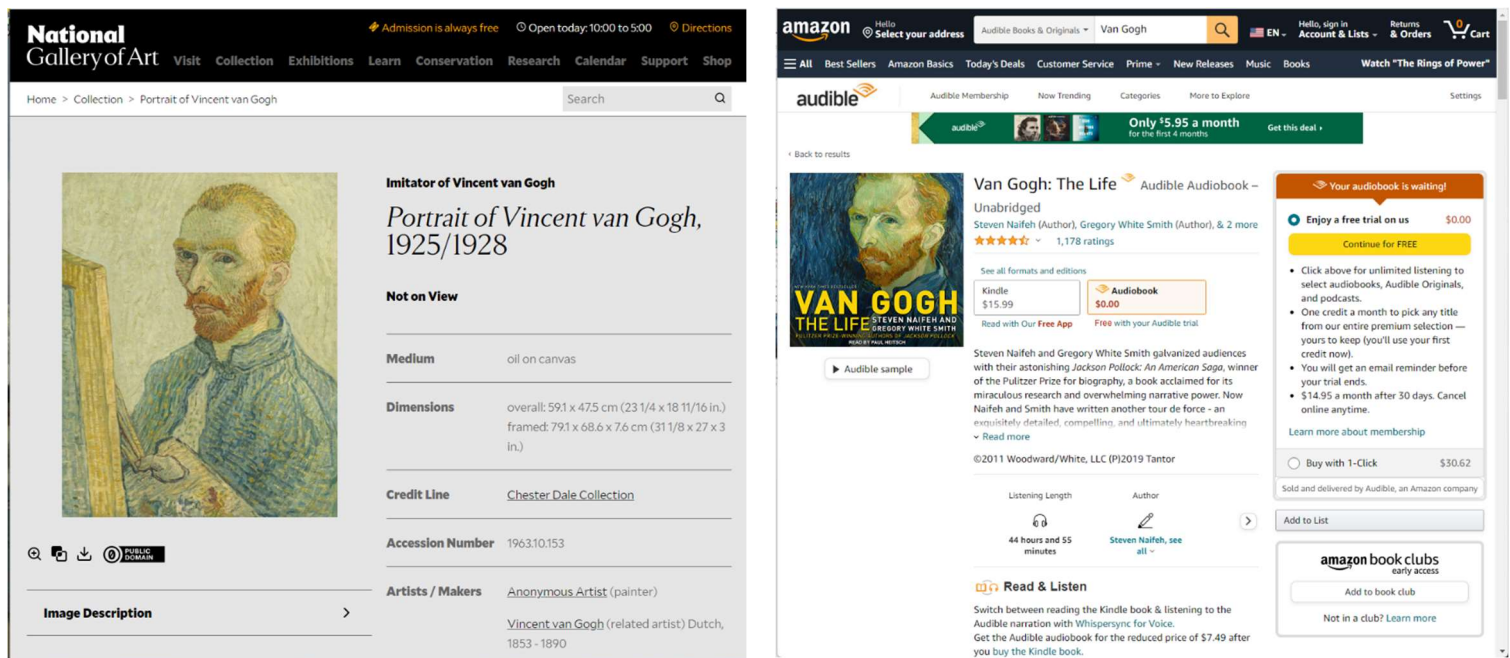 National
Gallery of Art
Admission is always free
Open today: 10:00 to 5:00
Directions
Visit Collection Exhibitions Learn Conservation Research Calendar Support Shop
Home > Collection > Portrait of Vincent van Gogh
Search
Imitator of Vincent van Gogh
Portrait of Vincent van Gogh,
1925/1928
Not on View
Medium oil on canvas
Dimensions overall: 59.1 x 47.5 cm (23 1/4 x 18 11/16 in.)
framed: 79.1 x 68.6 x 7.6 cm (31 1/8 x 27 x 3
in.)
Credit Line Chester Dale Collection
Accession Number 1963.10.153
Artists / Makers Anonymous Artist (painter)
Vincent van Gogh (related artist) Dutch,
1853 - 1890
PUBLIC
DOMAIN
Image Description
amazon
Hello
Select your address
Audible Books & Originals
Van Gogh
EN
Hello, sign in
Account & Lists
Returns
& Orders
0
Cart
All Best Sellers Amazon Basics Today's Deals Customer Service Prime New Releases Music Books Watch "The Rings of Power"
audible
Audible Membership Now Trending Categories More to Explore Settings
audible
Only $5.95 a month
for the first 4 months
Get this deal ›
‹ Back to results
VAN GOGH
THE LIFE
STEVEN NAIFEH AND
GREGORY WHITE SMITH
PULITZER PRIZE-WINNING AUTHORS OF JACKSON POLLOCK
READ BY PAUL HEITSCH
Audible sample
Van Gogh: The Life Audible Audiobook –
Unabridged
Steven Naifeh (Author), Gregory White Smith (Author), & 2 more
1,178 ratings
See all formats and editions
Kindle
$15.99
Read with Our Free App
Audiobook
$0.00
Free with your Audible trial
Steven Naifeh and Gregory White Smith galvanized audiences
with their astonishing Jackson Pollock: An American Saga, winner
of the Pulitzer Prize for biography, a book acclaimed for its
miraculous research and overwhelming narrative power. Now
Naifeh and Smith have written another tour de force - an
exquisitely detailed, compelling, and ultimately heartbreaking
Read more
©2011 Woodward/White, LLC (P)2019 Tantor
Listening Length
44 hours and 55
minutes
Author
Steven Naifeh, see
all
Read & Listen
Switch between reading the Kindle book & listening to the
Audible narration with Whispersync for Voice.
Get the Audible audiobook for the reduced price of $7.49 after
you buy the Kindle book.
Your audiobook is waiting!
Enjoy a free trial on us $0.00
Continue for FREE
• Click above for unlimited listening to
select audiobooks, Audible Originals,
and podcasts.
• One credit a month to pick any title
from our entire premium selection —
yours to keep (you'll use your first
credit now).
• You will get an email reminder before
your trial ends.
• $14.95 a month after 30 days. Cancel
online anytime.
Learn more about membership
Buy with 1-Click $30.62
Sold and delivered by Audible, an Amazon company
Add to List
amazon book clubs
early access
Add to book club
Not in a club? Learn more